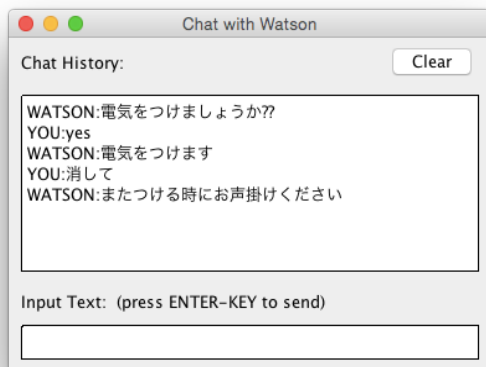 Chat with Watson
Chat History:
Clear
WATSON:電気をつけましょうか??
YOU:yes
WATSON:電気をつけます
YOU:消して
WATSON:またつける時にお声掛けください
Input Text:  (press ENTER-KEY to send)